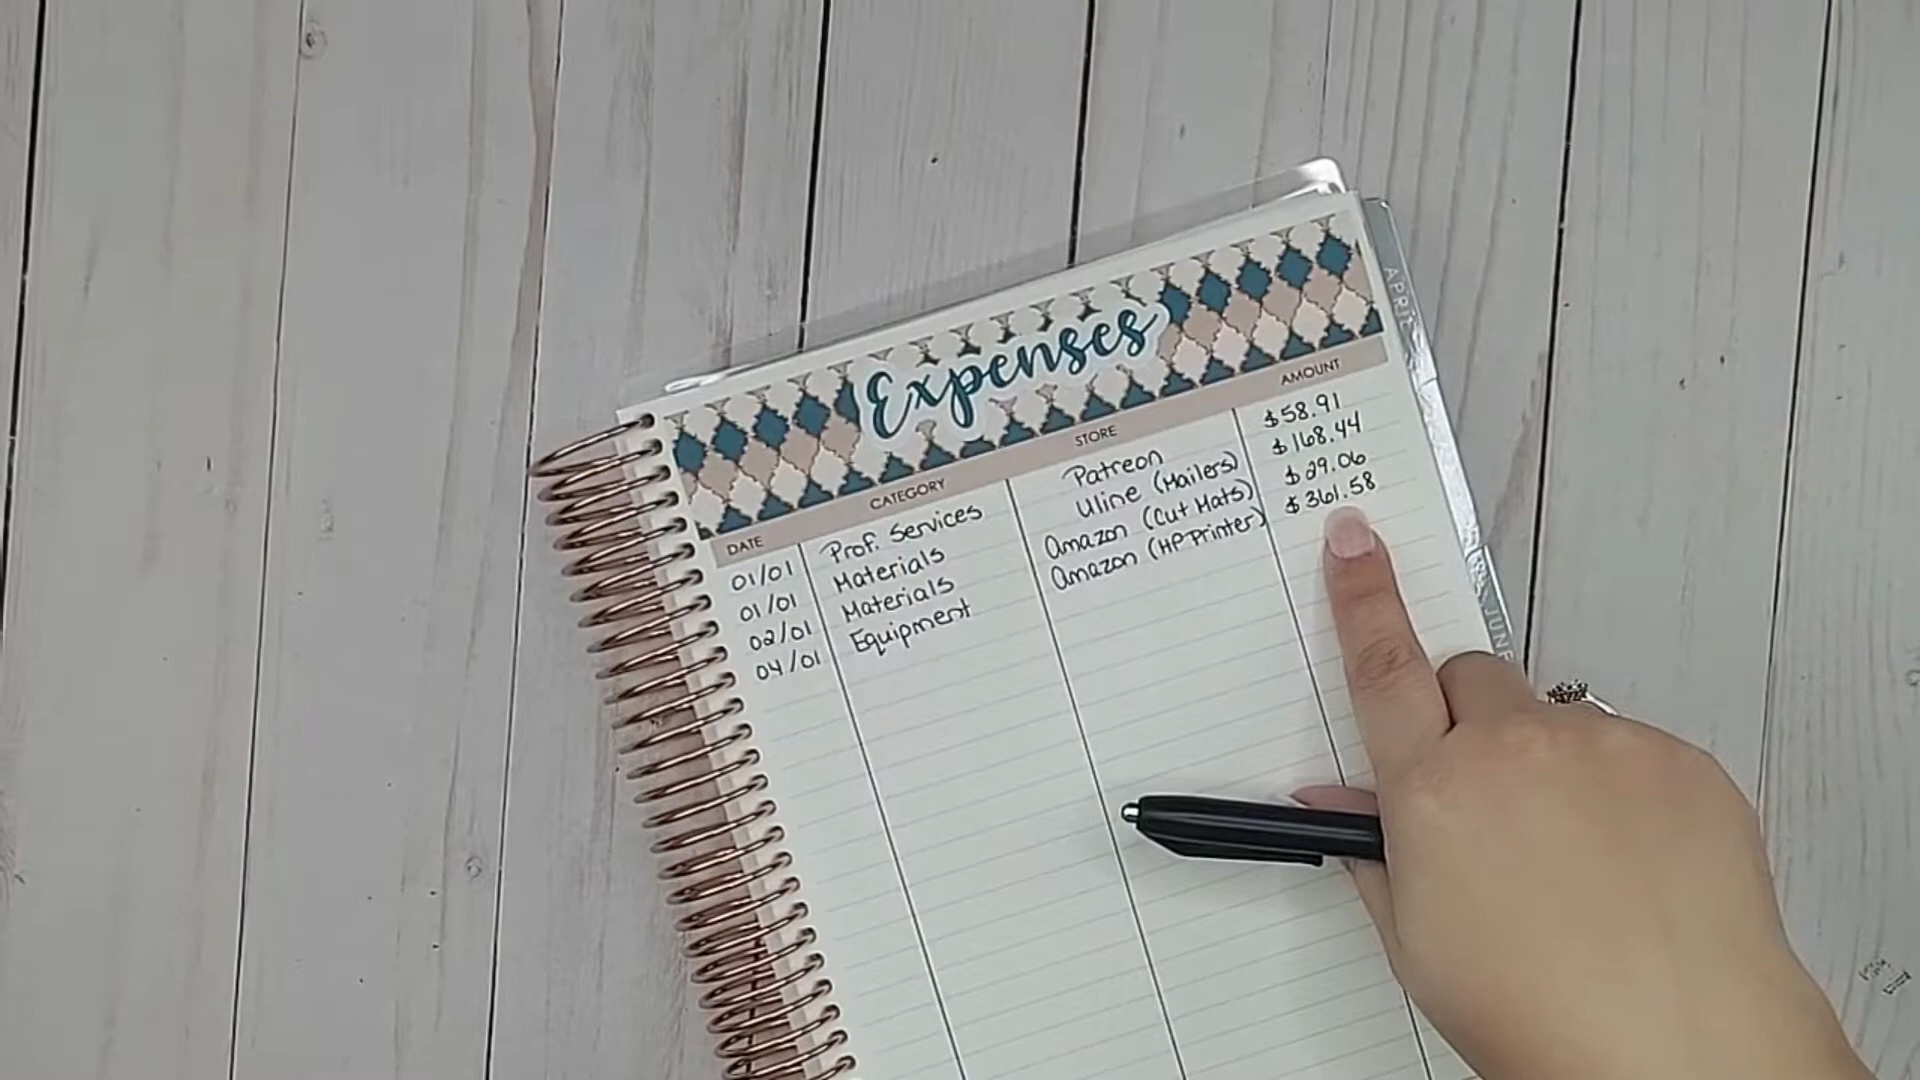 Expenses
DATE CATEGORY STORE AMOUNT
01/01 Prof. Services Patreon $58.91
01/01 Materials Uline (Mailers) $168.44
02/01 Materials Amazon (Cut Mats) $29.06
04/01 Equipment Amazon (HP Printer) $361.58
APRIL
JUNE